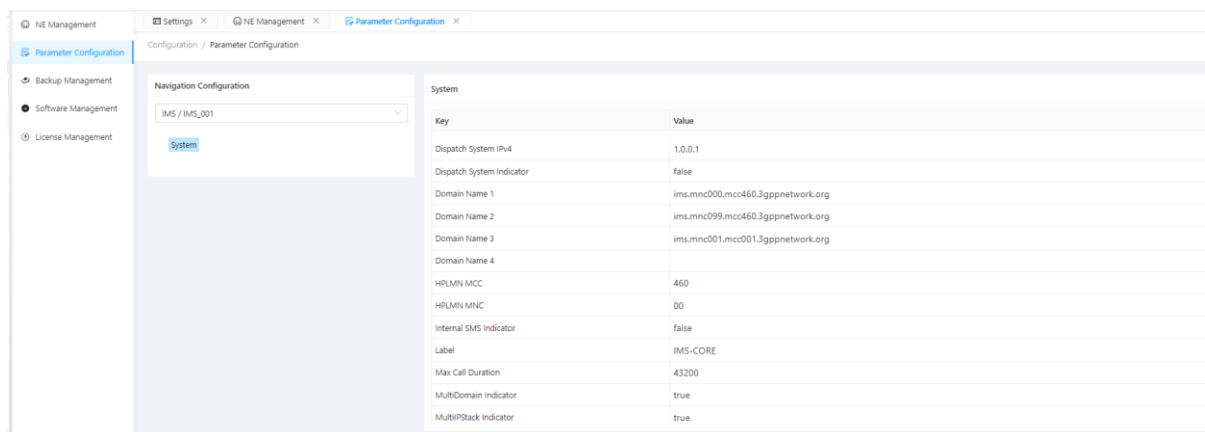 NE Management
Parameter Configuration
Backup Management
Software Management
License Management
Settings × NE Management × Parameter Configuration ×
Configuration / Parameter Configuration
Navigation Configuration
IMS / IMS_001
System
System
Key Value
Dispatch System IPv4 1.0.0.1
Dispatch System Indicator false
Domain Name 1 ims.mnc000.mcc460.3gppnetwork.org
Domain Name 2 ims.mnc099.mcc460.3gppnetwork.org
Domain Name 3 ims.mnc001.mcc001.3gppnetwork.org
Domain Name 4
HPLMN MCC 460
HPLMN MNC 00
Internal SMS Indicator false
Label IMS-CORE
Max Call Duration 43200
MultiDomain Indicator true
MultiIPStack Indicator true